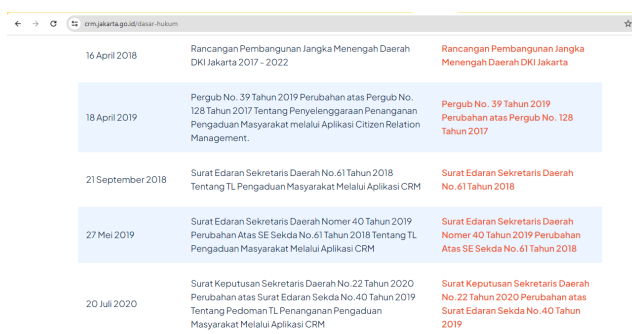 crm.jakarta.go.id/dasar-hukum
16 April 2018
Rancangan Pembangunan Jangka Menengah Daerah
DKI Jakarta 2017 - 2022
Rancangan Pembangunan Jangka
Menengah Daerah DKI Jakarta
18 April 2019
Pergub No. 39 Tahun 2019 Perubahan atas Pergub No.
128 Tahun 2017 Tentang Penyelenggaraan Penanganan
Pengaduan Masyarakat melalui Aplikasi Citizen Relation
Management.
Pergub No. 39 Tahun 2019
Perubahan atas Pergub No. 128
Tahun 2017
21 September 2018
Surat Edaran Sekretaris Daerah No.61 Tahun 2018
Tentang TL Pengaduan Masyarakat Melalui Aplikasi CRM
Surat Edaran Sekretaris Daerah
No.61 Tahun 2018
27 Mei 2019
Surat Edaran Sekretaris Daerah Nomer 40 Tahun 2019
Perubahan Atas SE Sekda No.61 Tahun 2018 Tentang TL
Pengaduan Masyarakat Melalui Aplikasi CRM
Surat Edaran Sekretaris Daerah
Nomer 40 Tahun 2019 Perubahan
Atas SE Sekda No.61 Tahun 2018
20 Juli 2020
Surat Keputusan Sekretaris Daerah No.22 Tahun 2020
Perubahan atas Surat Edaran Sekda No.40 Tahun 2019
Tentang Pedoman TL Penanganan Pengaduan
Masyarakat Melalui Aplikasi CRM
Surat Keputusan Sekretaris Daerah
No.22 Tahun 2020 Perubahan atas
Surat Edaran Sekda No.40 Tahun
2019